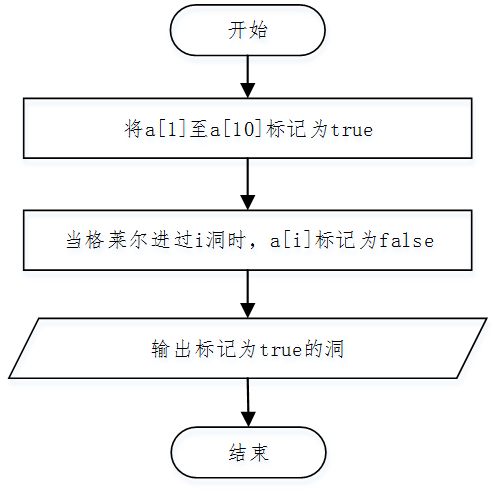 开始
将a[1]至a[10]标记为true
当格莱尔进过i洞时，a[i]标记为false
输出标记为true的洞
结束